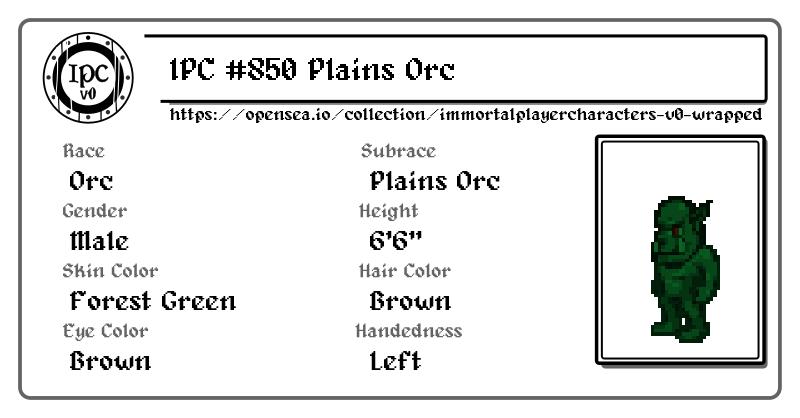 IPC v0
1PC #850 Plains Orc
https://opensea.io/collection/immortalplayercharacters-v0-wrapped
Race
Orc
Subrace
Plains Orc
Gender
Male
Height
6'6"
Skin Color
Forest Green
Hair Color
Brown
Eye Color
Brown
Handedness
Left